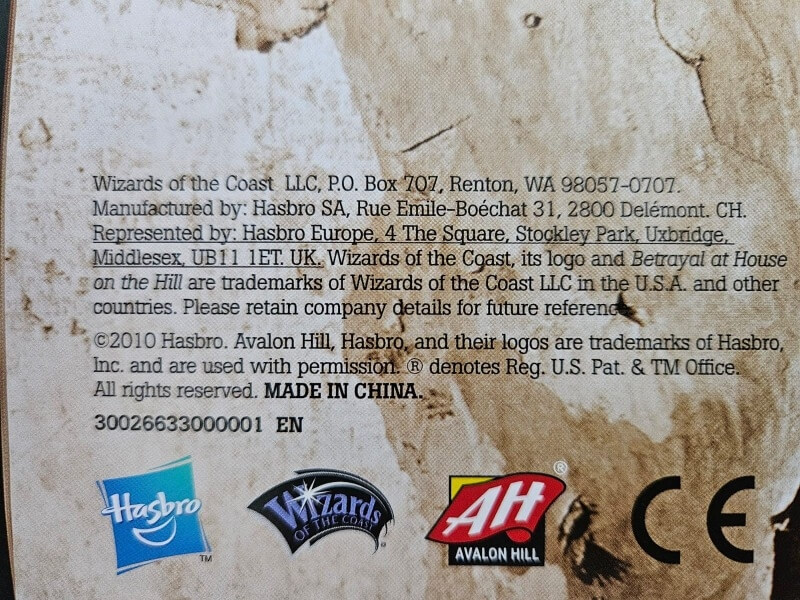 Wizards of the Coast LLC, P.O. Box 707, Renton, WA 98057-0707.
Manufactured by: Hasbro SA, Rue Emile-Boéchat 31, 2800 Delémont. CH.
Represented by: Hasbro Europe, 4 The Square, Stockley Park, Uxbridge,
Middlesex, UB11 1ET. UK. Wizards of the Coast, its logo and Betrayal at House
on the Hill are trademarks of Wizards of the Coast LLC in the U.S.A. and other
countries. Please retain company details for future reference
©2010 Hasbro. Avalon Hill, Hasbro, and their logos are trademarks of Hasbro,
Inc. and are used with permission. ® denotes Reg. U.S. Pat. & TM Office.
All rights reserved. MADE IN CHINA.
30026633000001 EN
Hasbro TM
Wizards
OF THE COAST ®
AH ®
AVALON HILL
CE